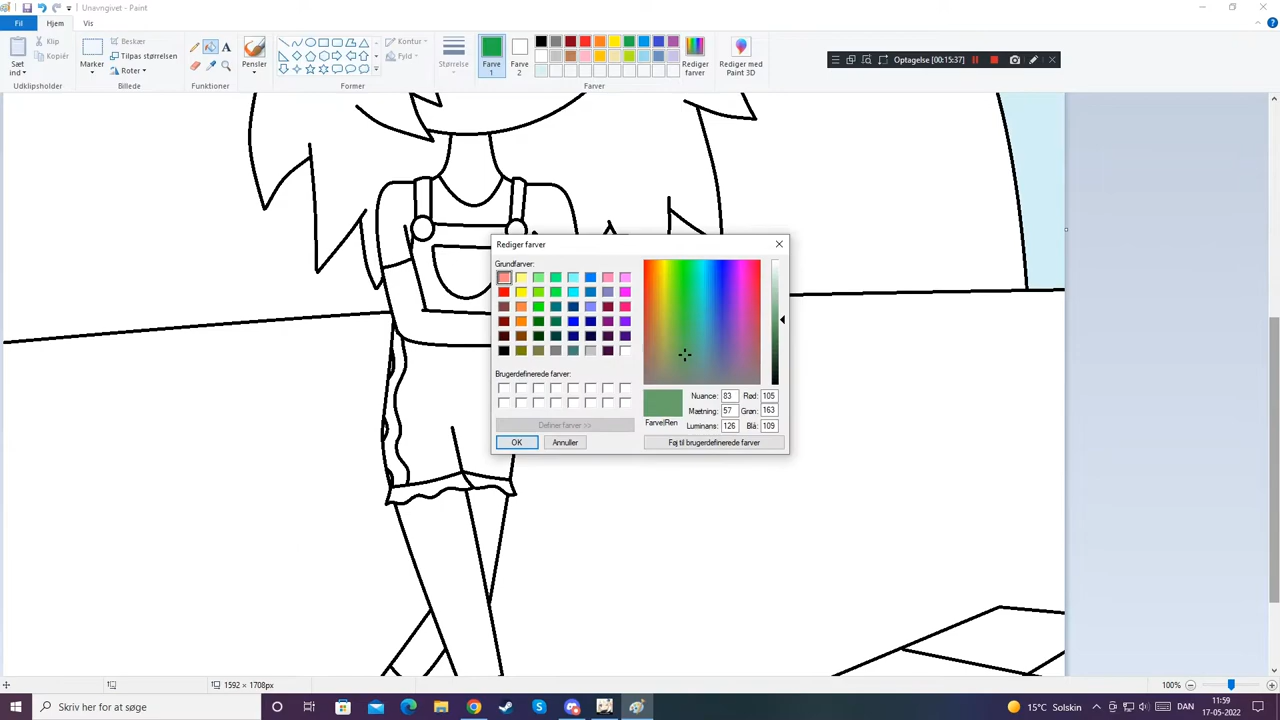 Unavngivet - Paint
Fil Hjem Vis
Sæt ind
Klip
Kopiér
Udklipsholder
Marker
Beskær
Tilpas størrelsen
Roter
Billede
A
Funktioner
Pensler
Kontur
Fyld
Former
Størrelse
Farve 1
Farve 2
Rediger farver
Farver
Rediger med Paint 3D
Optagelse [00:15:37]
Rediger farver
Grundfarver:
Brugerdefinerede farver:
Definer farver >>
OK Annuller
Farve|Ren
Nuance: 83 Rød: 105
Mætning: 57 Grøn: 163
Luminans: 126 Blå: 109
Føj til brugerdefinerede farver
1592 × 1708px
100%
Skriv her for at søge
15°C Solskin
DAN
11:59
17-05-2022